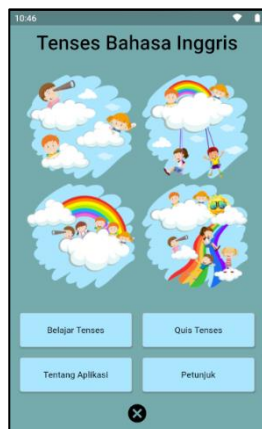 10:46
Tenses Bahasa Inggris
Belajar Tenses
Quis Tenses
Tentang Aplikasi
Petunjuk